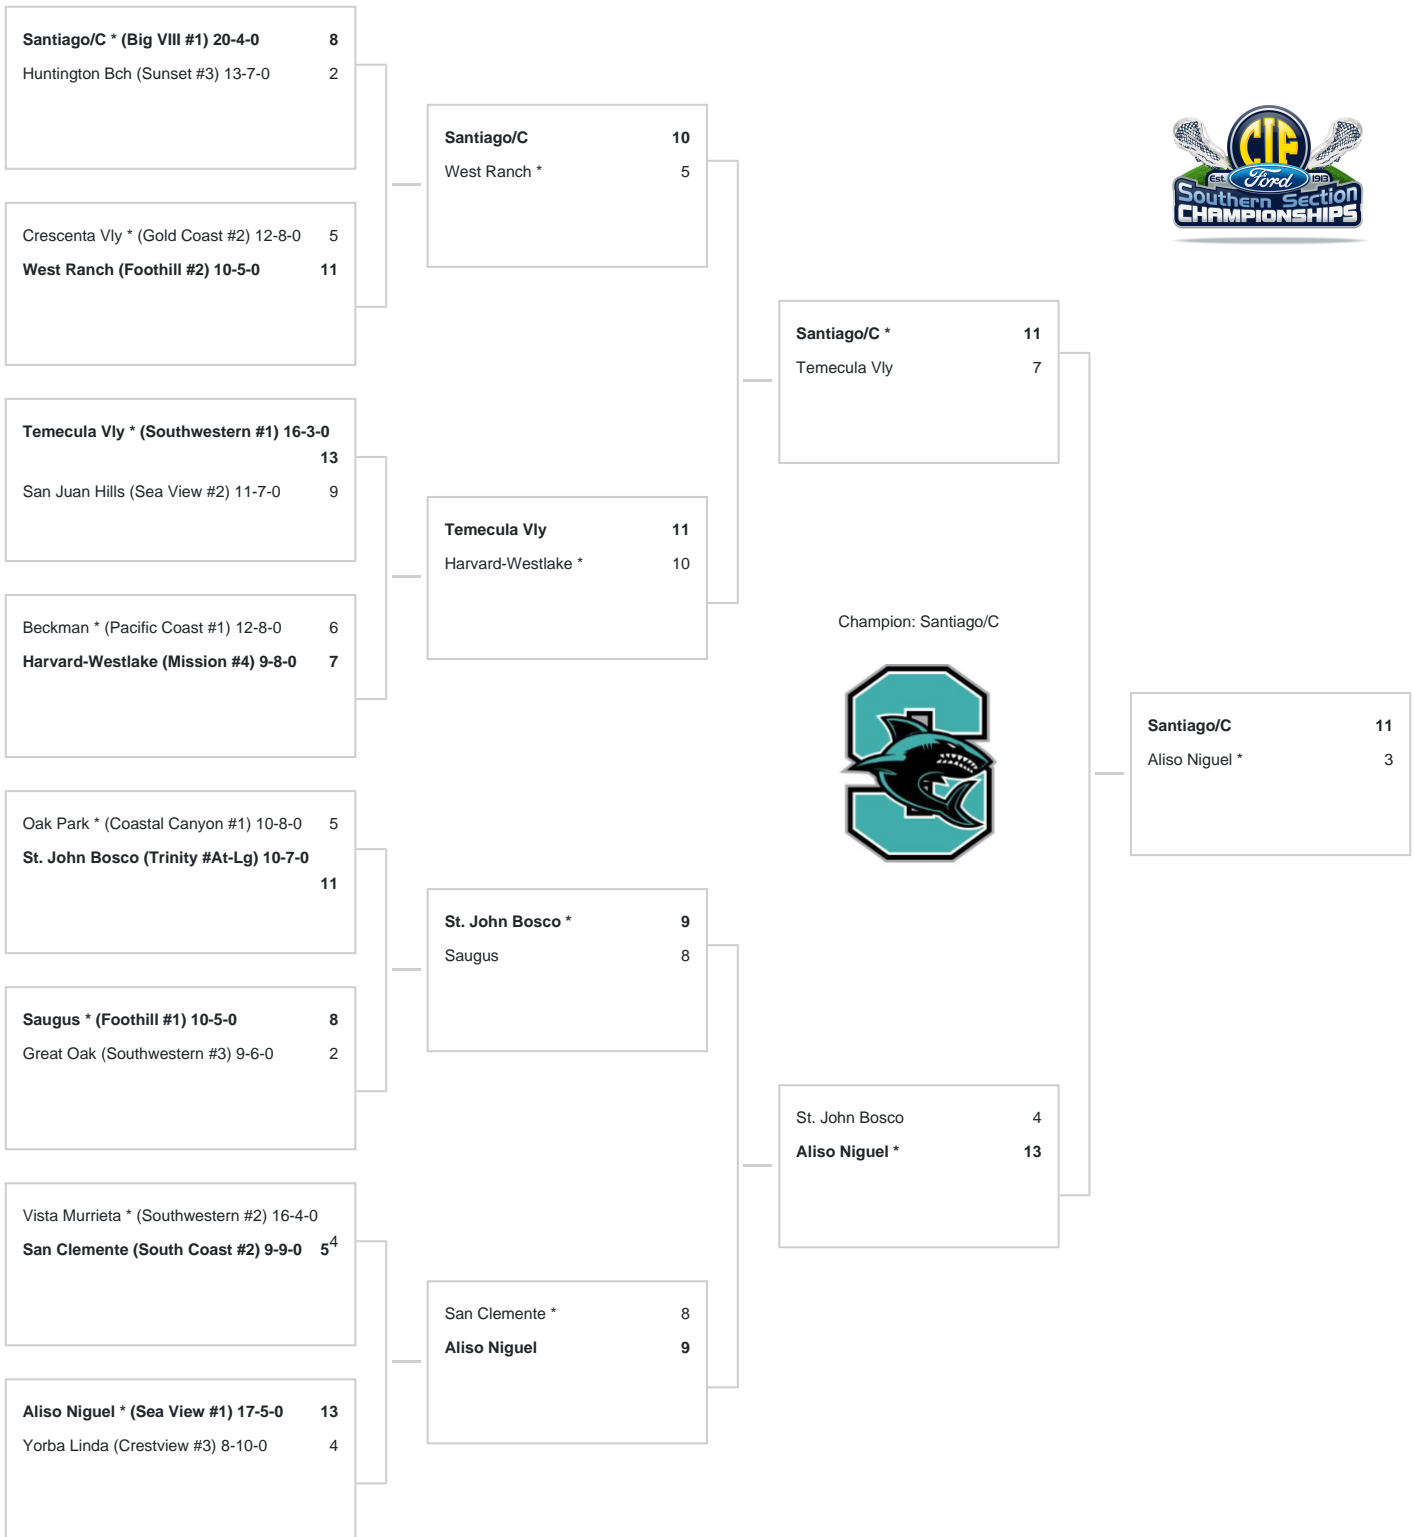 Santiago/C * (Big VIII #1) 20-4-0 8
Huntington Bch (Sunset #3) 13-7-0 2
Crescenta Vly * (Gold Coast #2) 12-8-0 5
West Ranch (Foothill #2) 10-5-0 11
Temecula Vly * (Southwestern #1) 16-3-0
13
San Juan Hills (Sea View #2) 11-7-0 9
Beckman * (Pacific Coast #1) 12-8-0 6
Harvard-Westlake (Mission #4) 9-8-0 7
Oak Park * (Coastal Canyon #1) 10-8-0 5
St. John Bosco (Trinity #At-Lg) 10-7-0
11
Saugus * (Foothill #1) 10-5-0 8
Great Oak (Southwestern #3) 9-6-0 2
Vista Murrieta * (Southwestern #2) 16-4-0
4
San Clemente (South Coast #2) 9-9-0 5
Aliso Niguel * (Sea View #1) 17-5-0 13
Yorba Linda (Crestview #3) 8-10-0 4
Santiago/C 10
West Ranch * 5
Temecula Vly 11
Harvard-Westlake * 10
St. John Bosco * 9
Saugus 8
San Clemente * 8
Aliso Niguel 9
Santiago/C * 11
Temecula Vly 7
Champion: Santiago/C
S
St. John Bosco 4
Aliso Niguel * 13
CIF
Est. Ford 1913
Southern Section
CHAMPIONSHIPS
Santiago/C 11
Aliso Niguel * 3